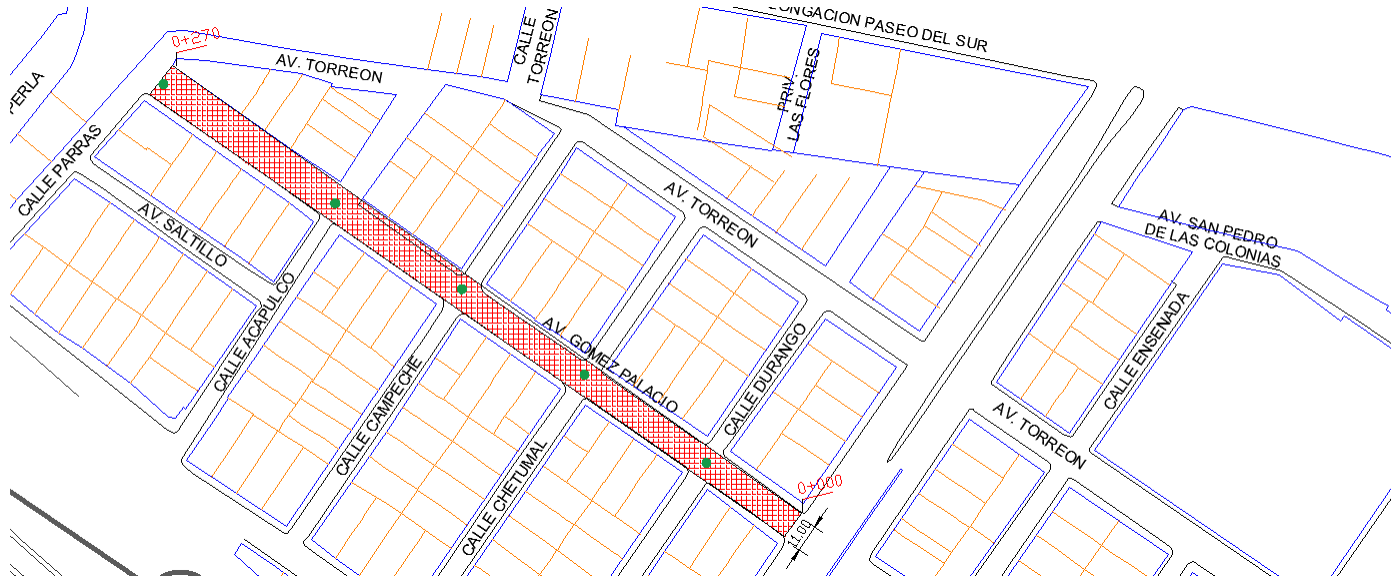 ONGACION PASEO DEL SUR
0+270
CALLE
TORREON
AV. TORREON
PERLA
PRIV.
LAS FLORES
CALLE PARRAS
AV. SALTILLO
AV. TORREON
AV. SAN PEDRO
DE LAS COLONIAS
CALLE ACAPULCO
AV. GOMEZ PALACIO
CALLE ENSENADA
CALLE DURANGO
CALLE CAMPECHE
AV. TORREON
CALLE CHETUMAL
0+000
11.00